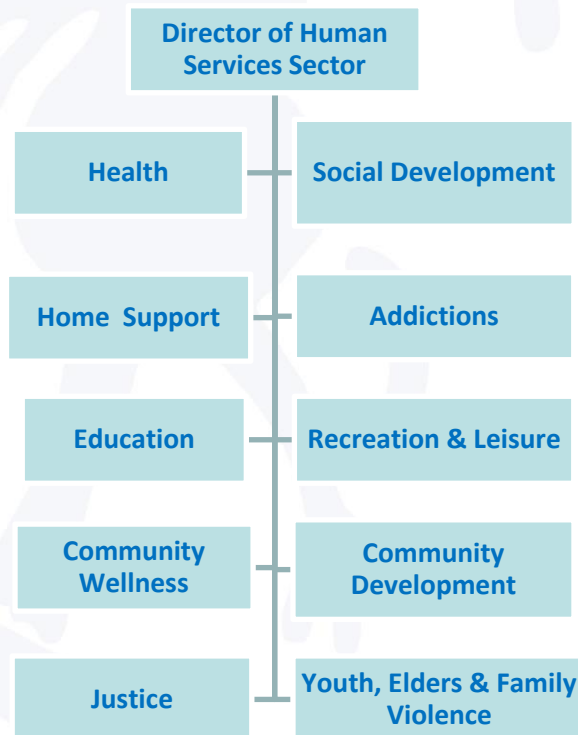 Director of Human
Services Sector
Health
Social Development
Home Support
Addictions
Education
Recreation & Leisure
Community
Wellness
Community
Development
Justice
Youth, Elders & Family
Violence